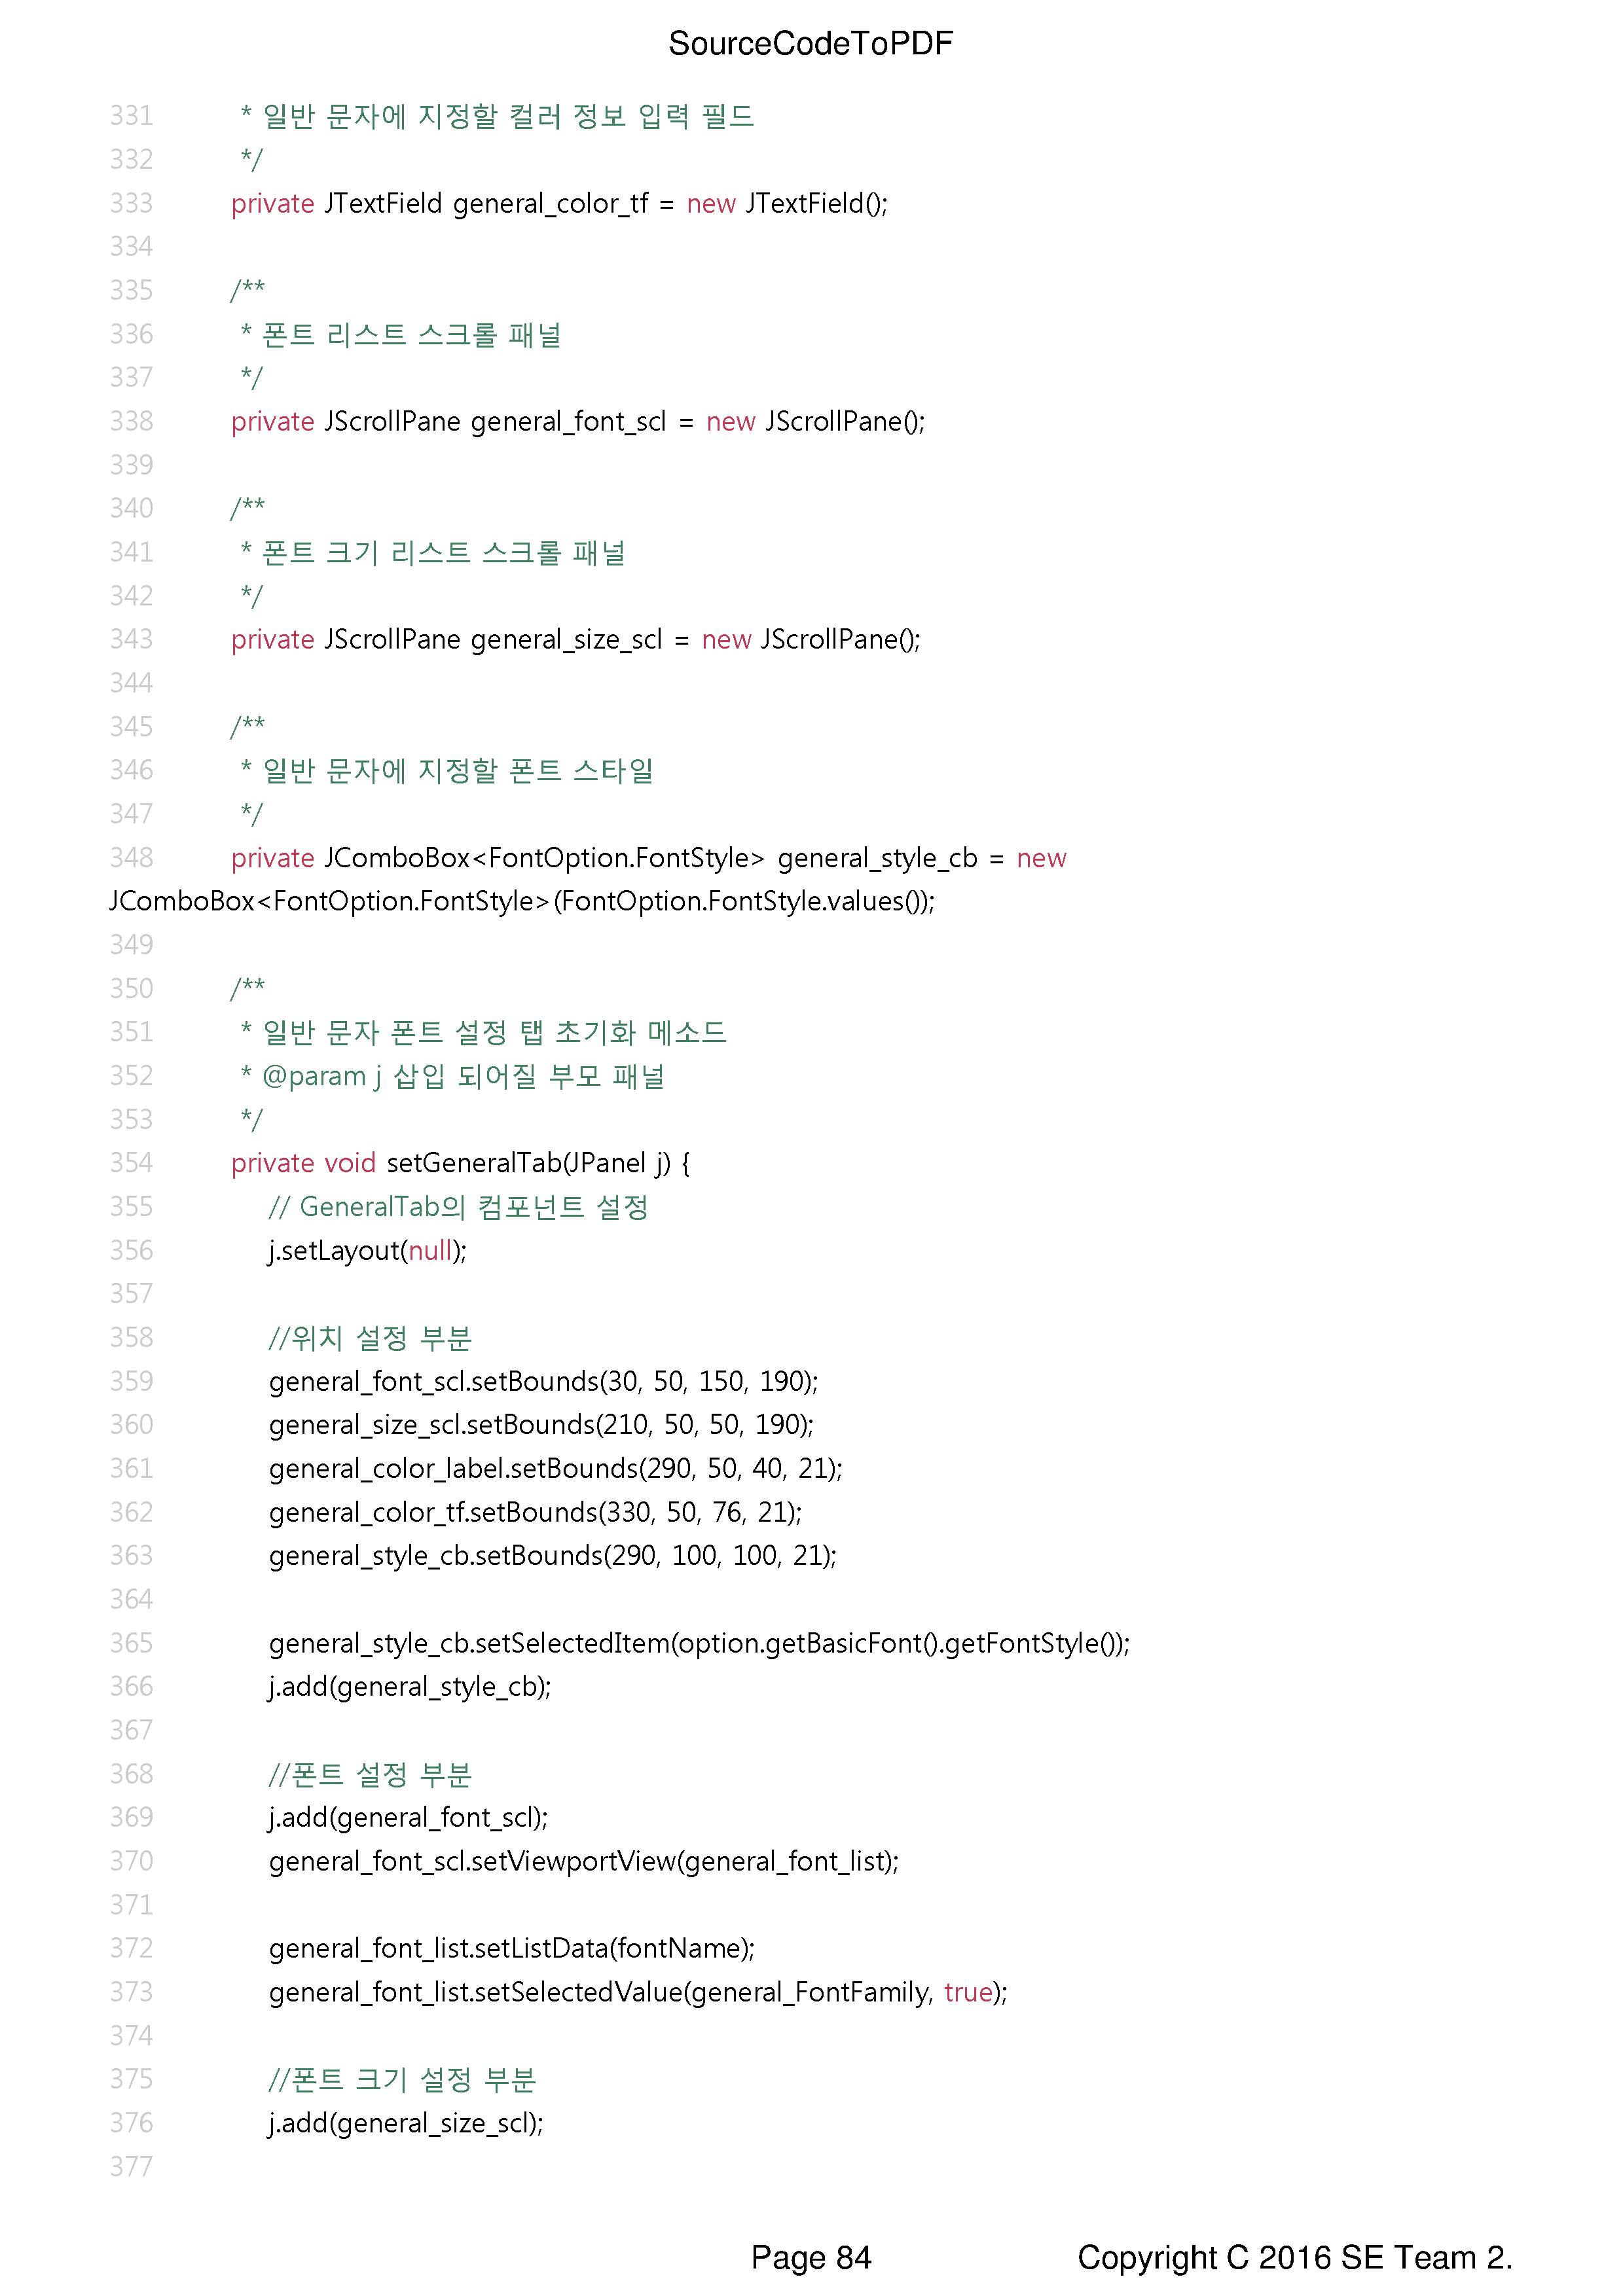 SourceCodeToPDF
331 * 일반 문자에 지정할 컬러 정보 입력 필드
332 */
333 private JTextField general_color_tf = new JTextField();
334
335 /**
336 * 폰트 리스트 스크롤 패널
337 */
338 private JScrollPane general_font_scl = new JScrollPane();
339
340 /**
341 * 폰트 크기 리스트 스크롤 패널
342 */
343 private JScrollPane general_size_scl = new JScrollPane();
344
345 /**
346 * 일반 문자에 지정할 폰트 스타일
347 */
348 private JComboBox<FontOption.FontStyle> general_style_cb = new
JComboBox<FontOption.FontStyle>(FontOption.FontStyle.values());
349
350 /**
351 * 일반 문자 폰트 설정 탭 초기화 메소드
352 * @param j 삽입 되어질 부모 패널
353 */
354 private void setGeneralTab(JPanel j) {
355 // GeneralTab의 컴포넌트 설정
356 j.setLayout(null);
357
358 //위치 설정 부분
359 general_font_scl.setBounds(30, 50, 150, 190);
360 general_size_scl.setBounds(210, 50, 50, 190);
361 general_color_label.setBounds(290, 50, 40, 21);
362 general_color_tf.setBounds(330, 50, 76, 21);
363 general_style_cb.setBounds(290, 100, 100, 21);
364
365 general_style_cb.setSelectedItem(option.getBasicFont().getFontStyle());
366 j.add(general_style_cb);
367
368 //폰트 설정 부분
369 j.add(general_font_scl);
370 general_font_scl.setViewportView(general_font_list);
371
372 general_font_list.setListData(fontName);
373 general_font_list.setSelectedValue(general_FontFamily, true);
374
375 //폰트 크기 설정 부분
376 j.add(general_size_scl);
377
Page 84 Copyright C 2016 SE Team 2.